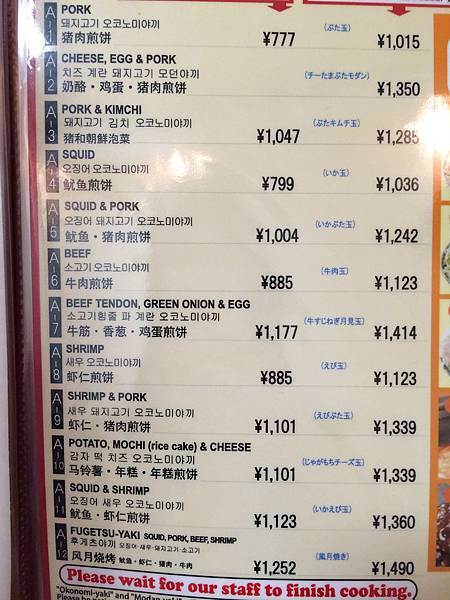 A-1
PORK
돼지고기 오코노미야끼
猪肉煎饼
¥777
(ぶた玉)
¥1,015
A-2
CHEESE, EGG & PORK
치즈 계란 돼지고기 모던야끼
奶酪・鸡蛋・猪肉煎饼
(チーたまぶたモダン)
¥1,350
A-3
PORK & KIMCHI
돼지고기 김치 오코노미야끼
猪和朝鲜泡菜
¥1,047
(ぶたキムチ玉)
¥1,285
A-4
SQUID
오징어 오코노미야끼
鱿鱼煎饼
¥799
(いか玉)
¥1,036
A-5
SQUID & PORK
오징어 돼지고기 오코노미야끼
鱿鱼・猪肉煎饼
¥1,004
(いかぶた玉)
¥1,242
A-6
BEEF
소고기 오코노미야끼
牛肉煎饼
¥885
(牛肉玉)
¥1,123
A-7
BEEF TENDON, GREEN ONION & EGG
소고기힘줄 파 계란 오코노미야끼
牛筋・香葱・鸡蛋煎饼
¥1,177
(牛すじねぎ月見玉)
¥1,414
A-8
SHRIMP
새우 오코노미야끼
虾仁煎饼
¥885
(えび玉)
¥1,123
A-9
SHRIMP & PORK
새우 돼지고기 오코노미야끼
虾仁・猪肉煎饼
¥1,101
(えびぶた玉)
¥1,339
A-10
POTATO, MOCHI (rice cake) & CHEESE
감자 떡 치즈 오코노미야끼
马铃薯・年糕・年糕煎饼
¥1,101
(じゃがもちチーズ玉)
¥1,339
A-11
SQUID & SHRIMP
오징어 새우 오코노미야끼
鱿鱼・虾仁煎饼
¥1,123
(いかえび玉)
¥1,360
A-12
FUGETSU-YAKI SQUID, PORK, BEEF, SHRIMP
후게츠야끼 오징어·새우·돼지고기·소고기
风月烧烤 鱿鱼・虾仁・猪肉・牛肉
¥1,252
(風月焼き)
¥1,490
Please wait for our staff to finish cooking.
"Okonomi-yaki" and "Modan-yaki"